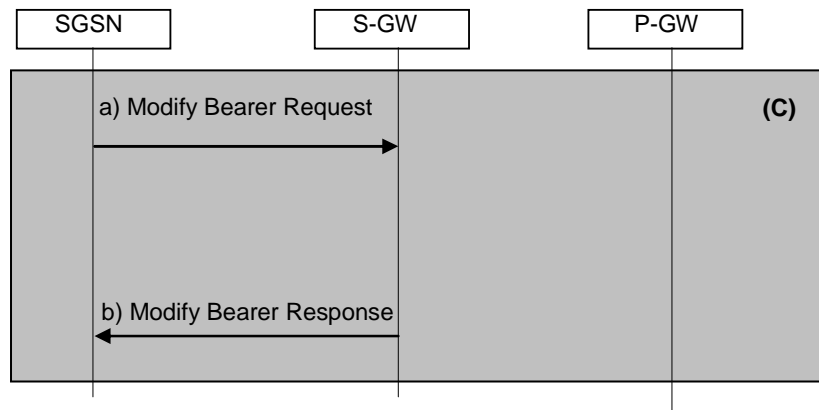 SGSN
S-GW
P-GW
a) Modify Bearer Request
(C)
b) Modify Bearer Response